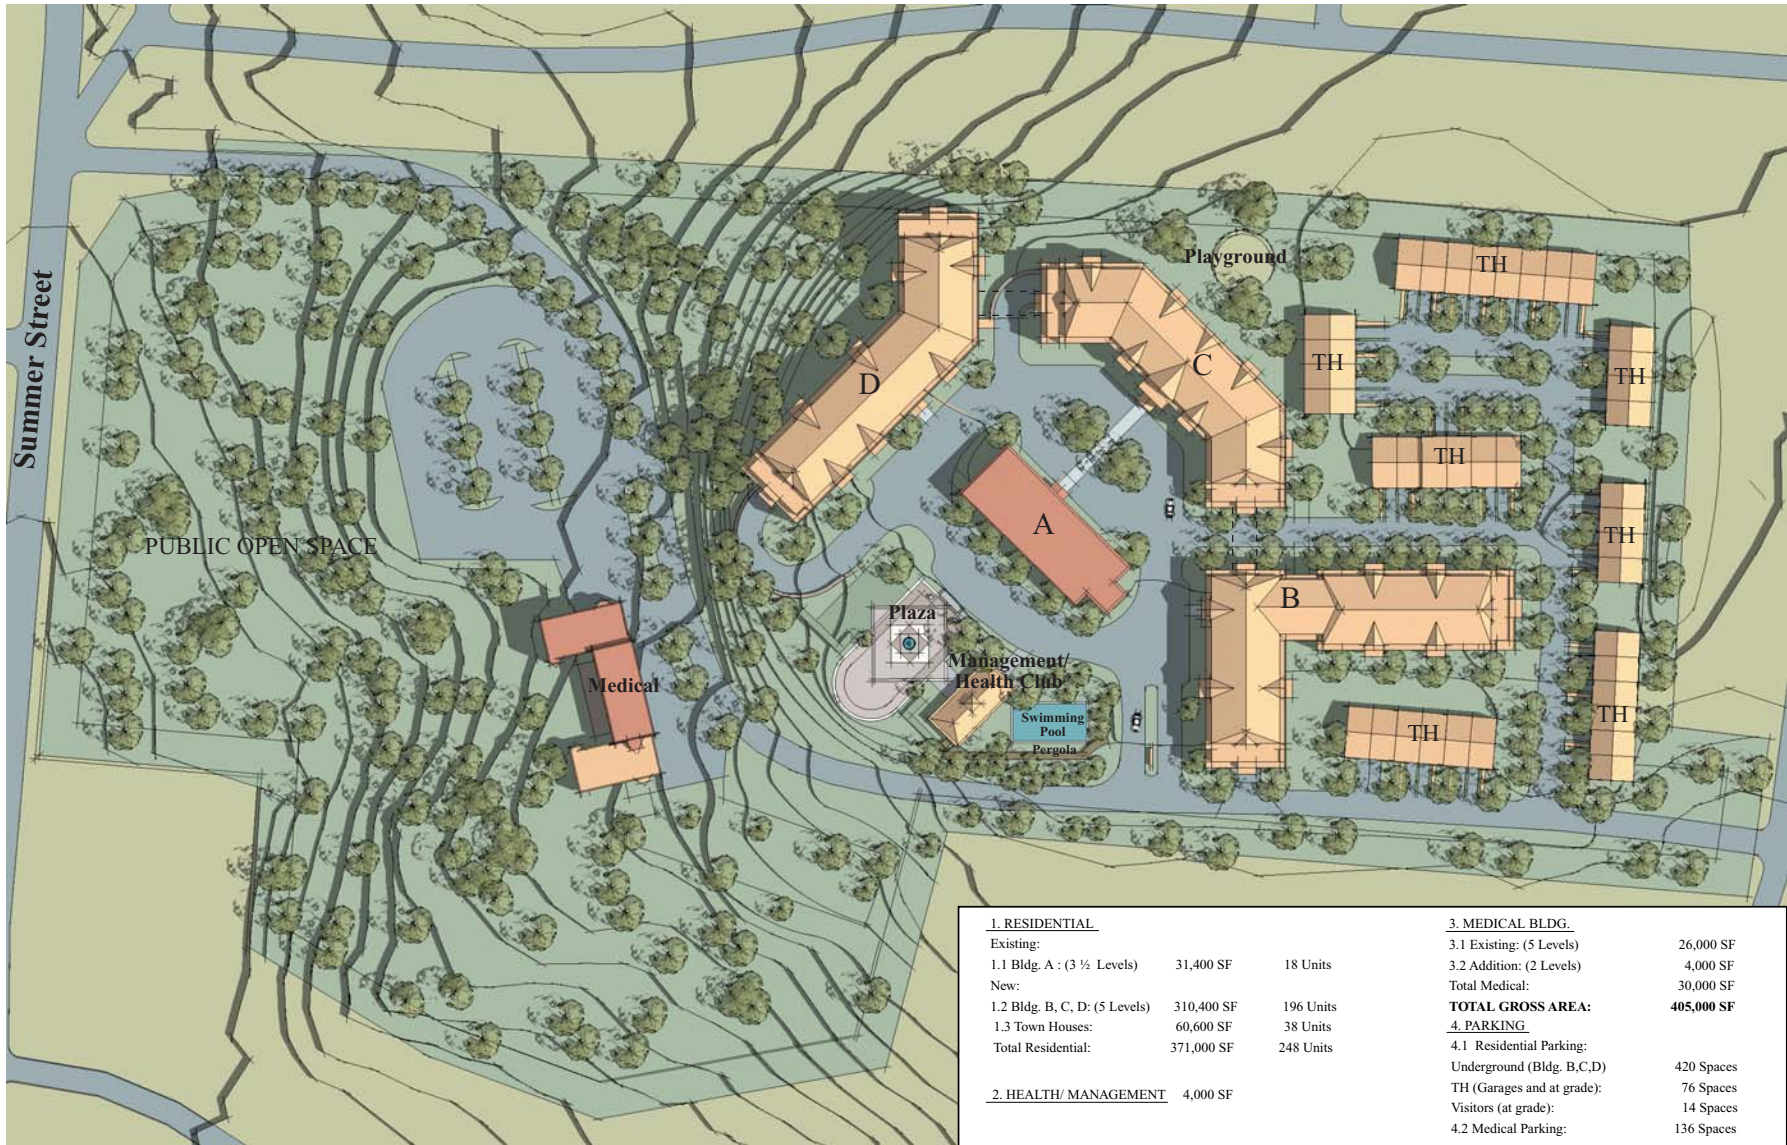 Summer Street
PUBLIC OPEN SPACE
Playground
TH
TH
TH
TH
TH
TH
TH
TH
D
C
A
B
Plaza
Management/
Health Club
Swimming
Pool
Pergola
Medical
1. RESIDENTIAL
Existing:
1.1 Bldg. A : (3 ½ Levels) 31,400 SF 18 Units
New:
1.2 Bldg. B, C, D: (5 Levels) 310,400 SF 196 Units
1.3 Town Houses: 60,600 SF 38 Units
Total Residential: 371,000 SF 248 Units
2. HEALTH/ MANAGEMENT 4,000 SF
3. MEDICAL BLDG.
3.1 Existing: (5 Levels) 26,000 SF
3.2 Addition: (2 Levels) 4,000 SF
Total Medical: 30,000 SF
TOTAL GROSS AREA: 405,000 SF
4. PARKING
4.1 Residential Parking:
Underground (Bldg. B,C,D) 420 Spaces
TH (Garages and at grade): 76 Spaces
Visitors (at grade): 14 Spaces
4.2 Medical Parking: 136 Spaces